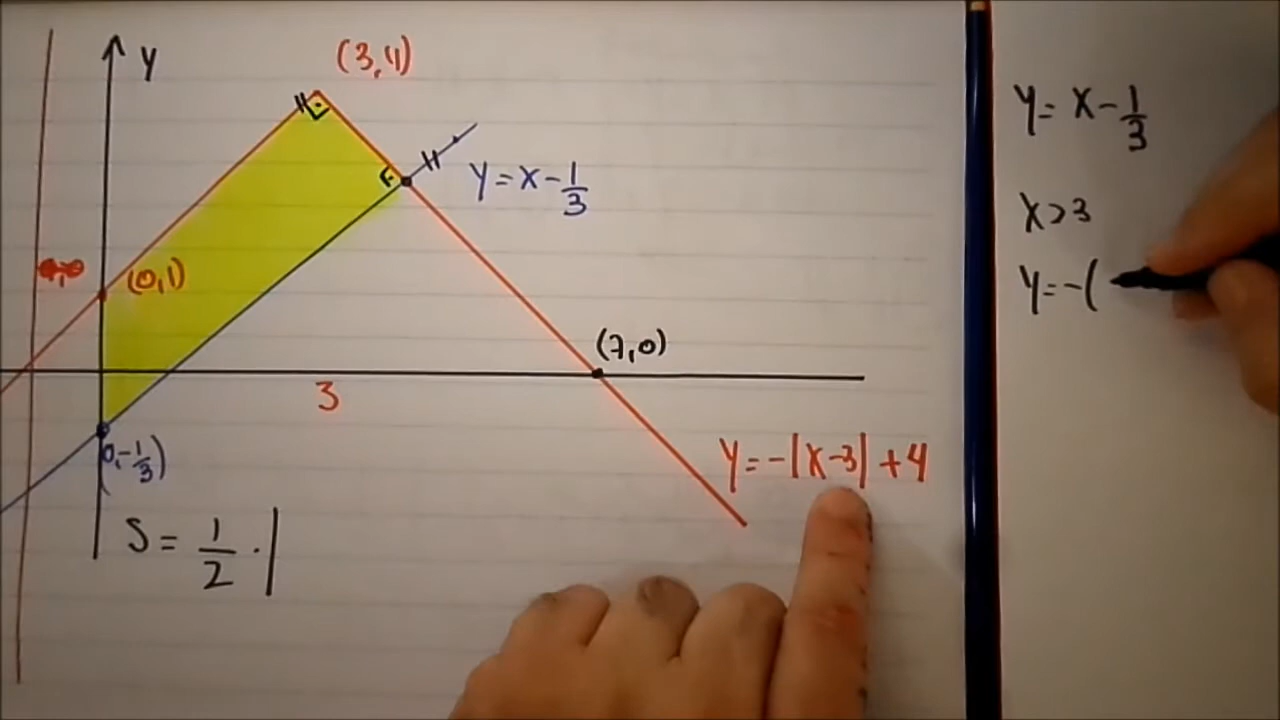 Y
(3,4)
y = x - 1/3
(0,1)
(7,0)
3
y = -|x-3| + 4
(0,-1/3)
S = 1/2 · |
y = x - 1/3
x > 3
y = -(